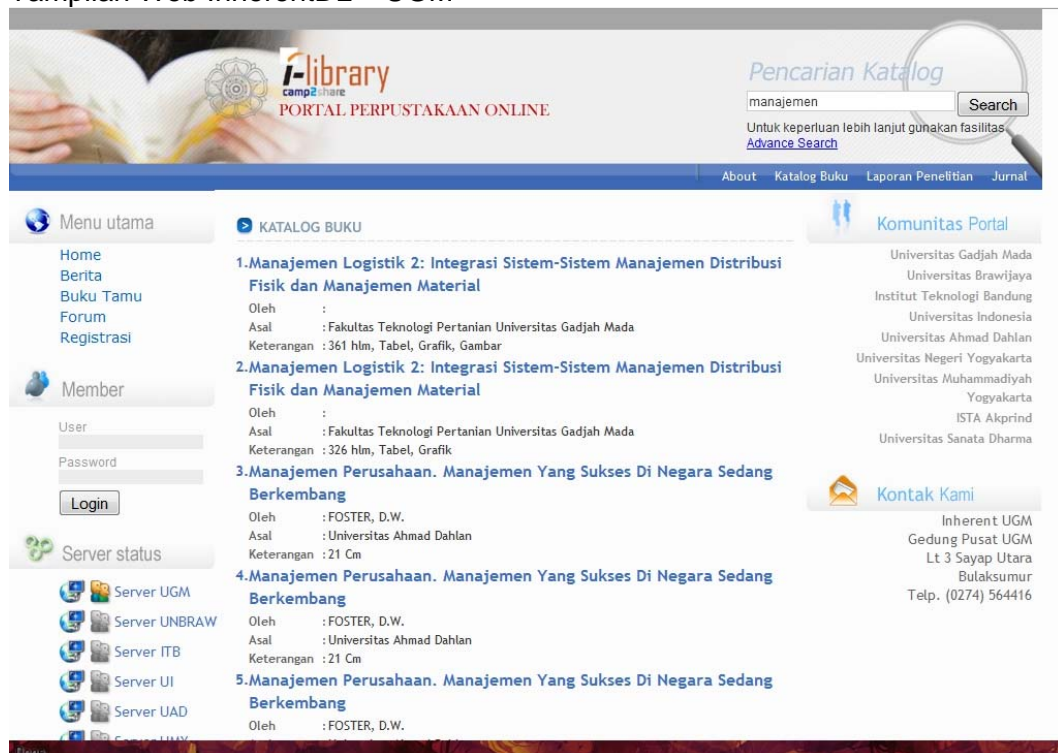 Tampilan Web InherentDL - UGM
i-library
camp2share
PORTAL PERPUSTAKAAN ONLINE
Pencarian Katalog
manajemen
Search
Untuk keperluan lebih lanjut gunakan fasilitas
Advance Search
About Katalog Buku Laporan Penelitian Jurnal
Menu utama
Home
Berita
Buku Tamu
Forum
Registrasi
Member
User
Password
Login
Server status
Server UGM
Server UNBRAW
Server ITB
Server UI
Server UAD
KATALOG BUKU
1.Manajemen Logistik 2: Integrasi Sistem-Sistem Manajemen Distribusi
Fisik dan Manajemen Material
Oleh :
Asal : Fakultas Teknologi Pertanian Universitas Gadjah Mada
Keterangan : 361 hlm, Tabel, Grafik, Gambar
2.Manajemen Logistik 2: Integrasi Sistem-Sistem Manajemen Distribusi
Fisik dan Manajemen Material
Oleh :
Asal : Fakultas Teknologi Pertanian Universitas Gadjah Mada
Keterangan : 326 hlm, Tabel, Grafik
3.Manajemen Perusahaan. Manajemen Yang Sukses Di Negara Sedang
Berkembang
Oleh : FOSTER, D.W.
Asal : Universitas Ahmad Dahlan
Keterangan : 21 Cm
4.Manajemen Perusahaan. Manajemen Yang Sukses Di Negara Sedang
Berkembang
Oleh : FOSTER, D.W.
Asal : Universitas Ahmad Dahlan
Keterangan : 21 Cm
5.Manajemen Perusahaan. Manajemen Yang Sukses Di Negara Sedang
Berkembang
Oleh : FOSTER, D.W.
Komunitas Portal
Universitas Gadjah Mada
Universitas Brawijaya
Institut Teknologi Bandung
Universitas Indonesia
Universitas Ahmad Dahlan
Universitas Negeri Yogyakarta
Universitas Muhammadiyah
Yogyakarta
ISTA Akprind
Universitas Sanata Dharma
Kontak Kami
Inherent UGM
Gedung Pusat UGM
Lt 3 Sayap Utara
Bulaksumur
Telp. (0274) 564416